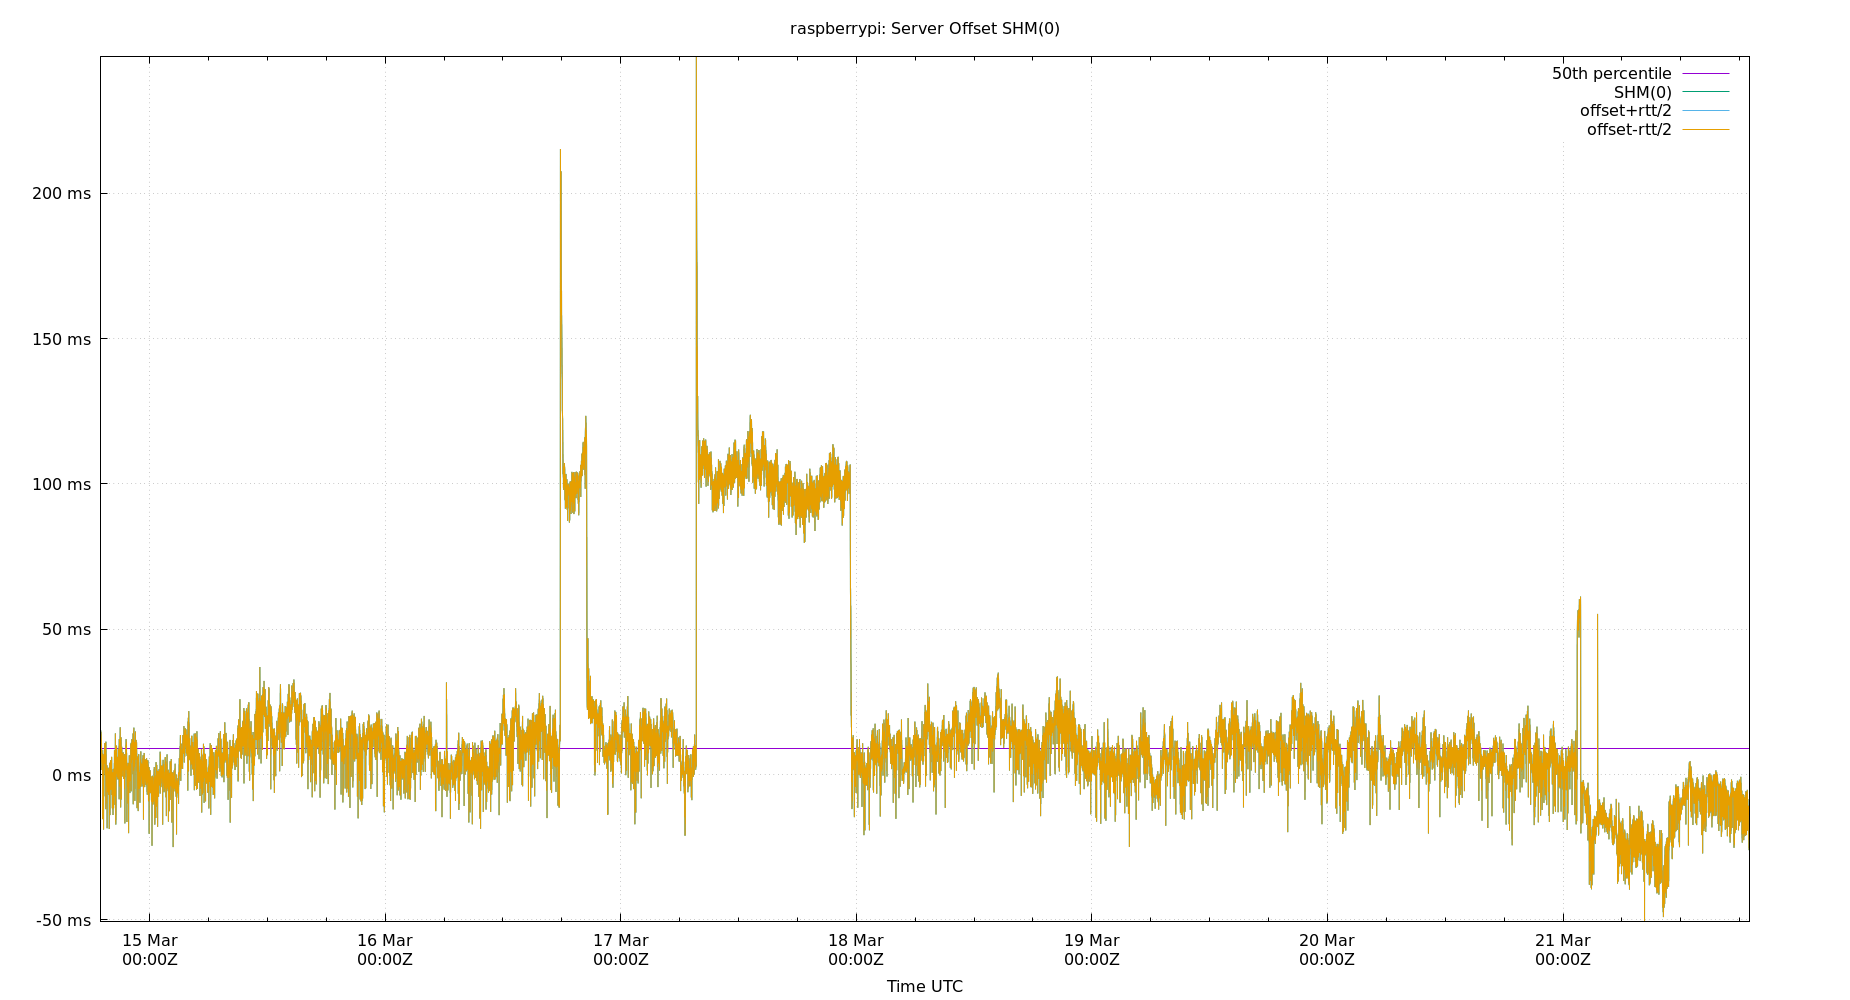 raspberrypi: Server Offset SHM(0)
50th percentile
SHM(0)
offset+rtt/2
offset-rtt/2
200 ms
150 ms
100 ms
50 ms
0 ms
-50 ms
15 Mar 16 Mar 17 Mar 18 Mar 19 Mar 20 Mar 21 Mar
00:00Z 00:00Z 00:00Z 00:00Z 00:00Z 00:00Z 00:00Z
Time UTC